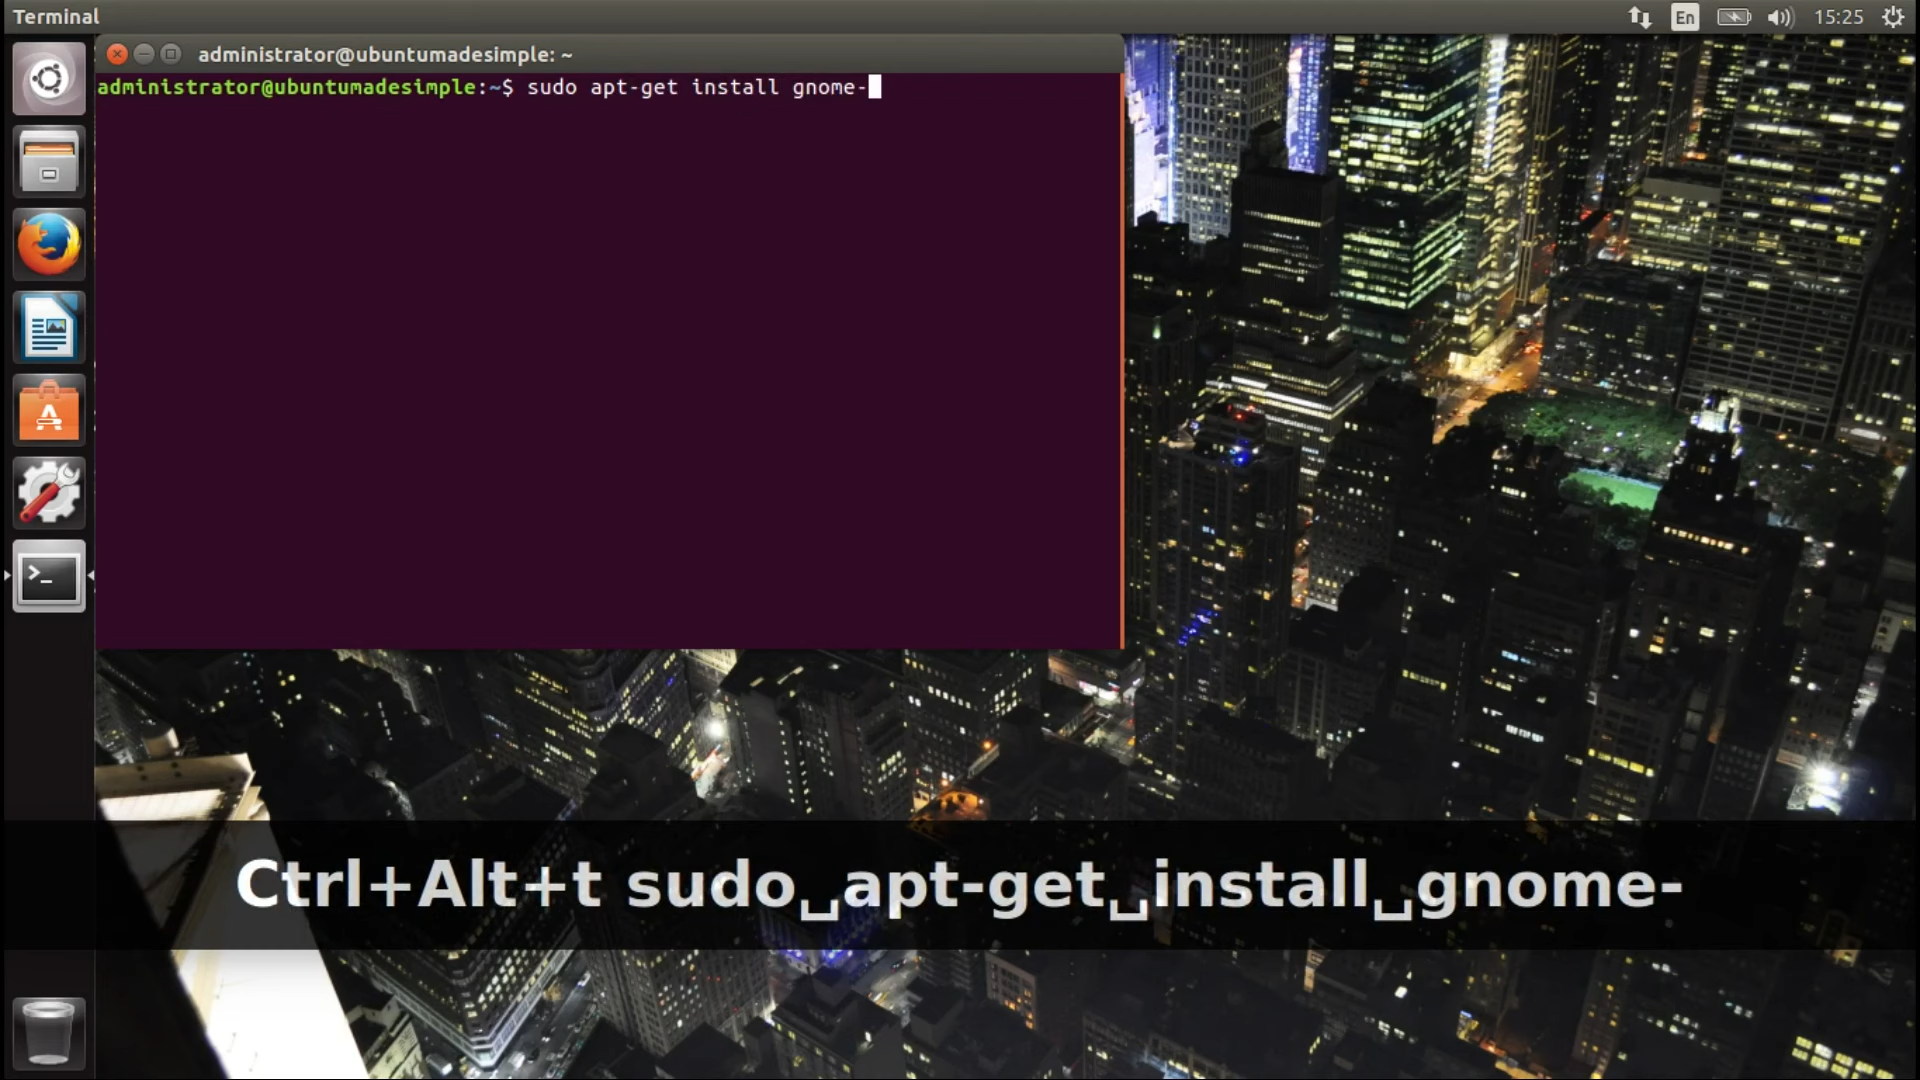 Terminal
En
15:25
administrator@ubuntumadesimple: ~
administrator@ubuntumadesimple:~$ sudo apt-get install gnome-
Ctrl+Alt+t sudo␣apt-get␣install␣gnome-